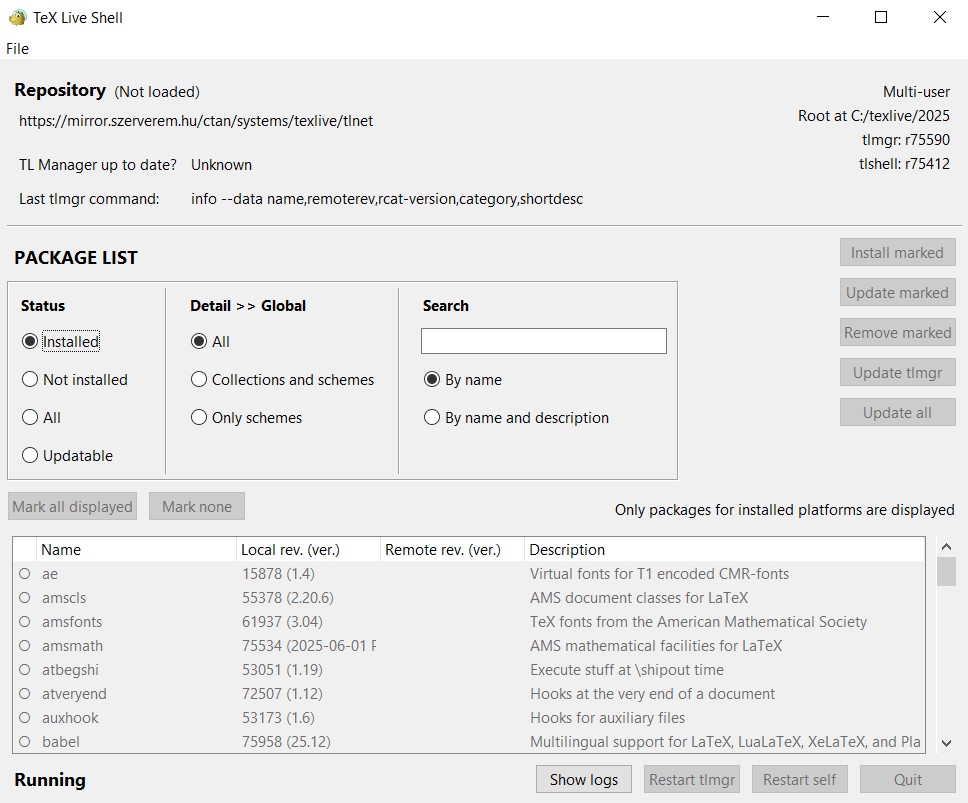 TeX Live Shell
File
Repository (Not loaded)
https://mirror.szerverem.hu/ctan/systems/texlive/tlnet
TL Manager up to date? Unknown
Last tlmgr command: info --data name,remoterev,rcat-version,category,shortdesc
Multi-user
Root at C:/texlive/2025
tlmgr: r75590
tlshell: r75412
PACKAGE LIST
Status
Installed
Not installed
All
Updatable
Detail >> Global
All
Collections and schemes
Only schemes
Search
By name
By name and description
Install marked
Update marked
Remove marked
Update tlmgr
Update all
Mark all displayed Mark none
Only packages for installed platforms are displayed
Name Local rev. (ver.) Remote rev. (ver.) Description
ae 15878 (1.4) Virtual fonts for T1 encoded CMR-fonts
amscls 55378 (2.20.6) AMS document classes for LaTeX
amsfonts 61937 (3.04) TeX fonts from the American Mathematical Society
amsmath 75534 (2025-06-01 F AMS mathematical facilities for LaTeX
atbegshi 53051 (1.19) Execute stuff at \shipout time
atveryend 72507 (1.12) Hooks at the very end of a document
auxhook 53173 (1.6) Hooks for auxiliary files
babel 75958 (25.12) Multilingual support for LaTeX, LuaLaTeX, XeLaTeX, and Pla
Running
Show logs Restart tlmgr Restart self Quit